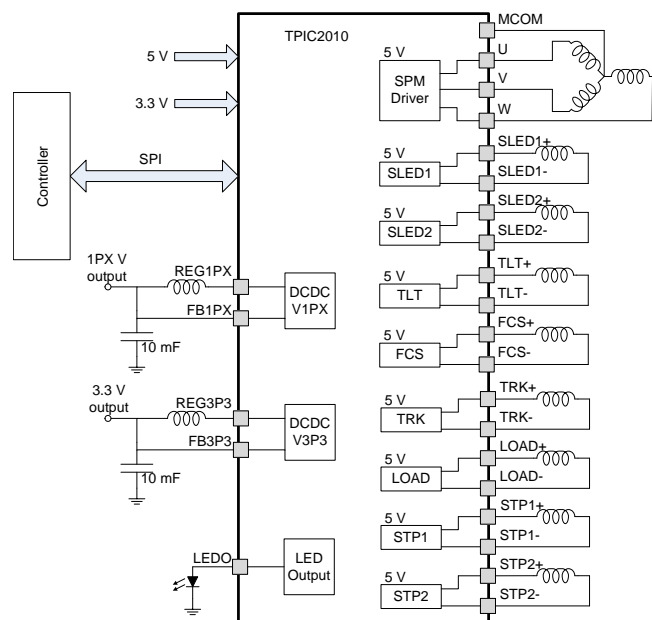 TPIC2010
MCOM
5 V
3.3 V
Controller
SPI
5 V
SPM
Driver
U
V
W
5 V
SLED1
SLED1+
SLED1-
5 V
SLED2
SLED2+
SLED2-
1PX V
output
REG1PX
FB1PX
DCDC
V1PX
10 mF
5 V
TLT
TLT+
TLT-
5 V
FCS
FCS+
FCS-
3.3 V
output
REG3P3
FB3P3
DCDC
V3P3
10 mF
5 V
TRK
TRK+
TRK-
5 V
LOAD
LOAD+
LOAD-
5 V
STP1
STP1+
STP1-
LEDO
LED
Output
5 V
STP2
STP2+
STP2-